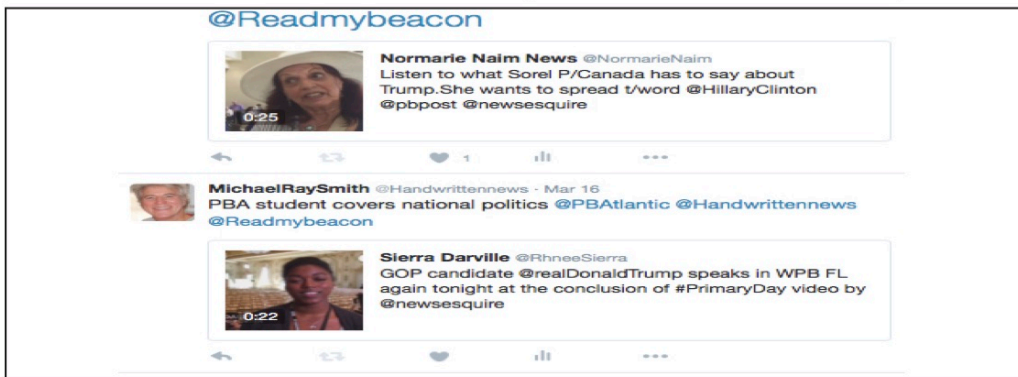 @Readmybeacon
Normarie Naim News @NormarieNaim
Listen to what Sorel P/Canada has to say about
Trump.She wants to spread t/word @HillaryClinton
@pbpost @newsesquire
0:25
1
MichaelRaySmith @Handwrittennews · Mar 16
PBA student covers national politics @PBAtlantic @Handwrittennews
@Readmybeacon
Sierra Darville @RhneeSierra
GOP candidate @realDonaldTrump speaks in WPB FL
again tonight at the conclusion of #PrimaryDay video by
@newsesquire
0:22